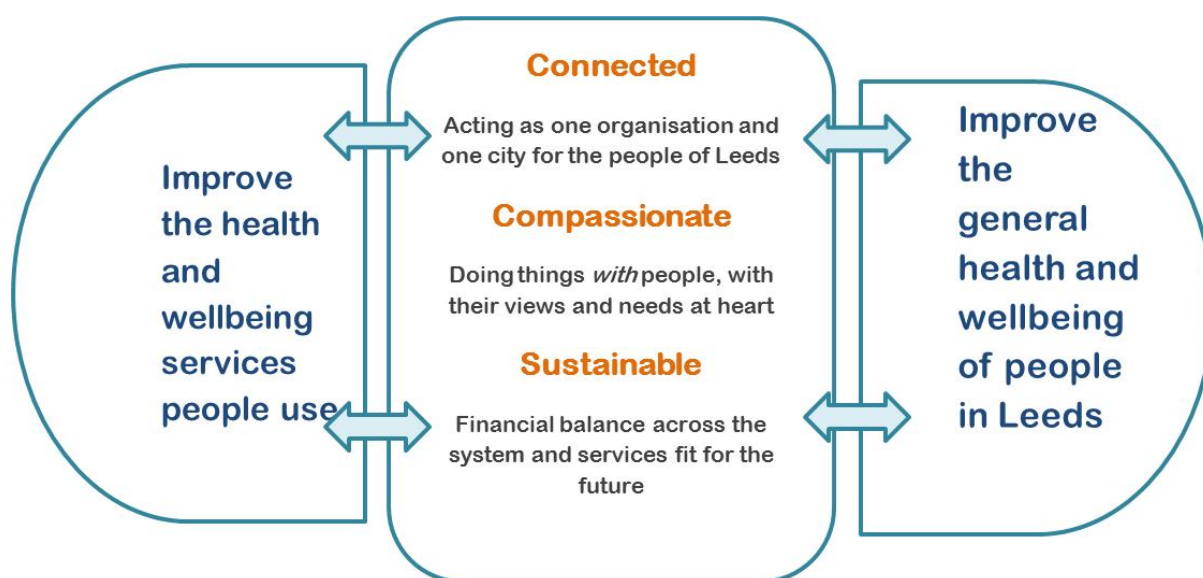 Improve
the health
and
wellbeing
services
people use
Connected
Acting as one organisation and
one city for the people of Leeds
Compassionate
Doing things with people, with
their views and needs at heart
Sustainable
Financial balance across the
system and services fit for the
future
Improve
the
general
health and
wellbeing
of people
in Leeds